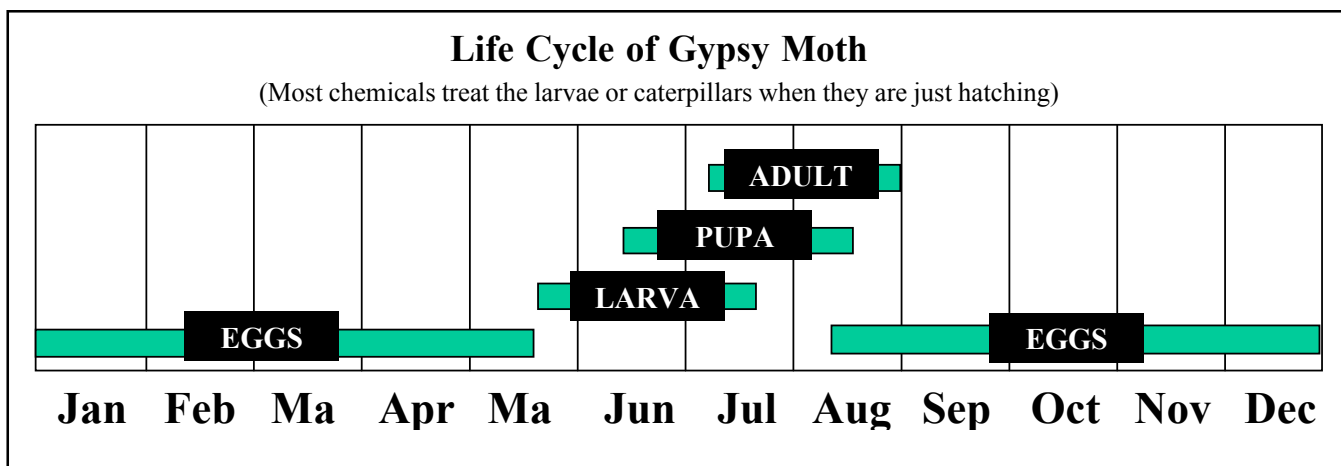 Life Cycle of Gypsy Moth
(Most chemicals treat the larvae or caterpillars when they are just hatching)
ADULT
PUPA
LARVA
EGGS EGGS
Jan Feb Ma Apr Ma Jun Jul Aug Sep Oct Nov Dec